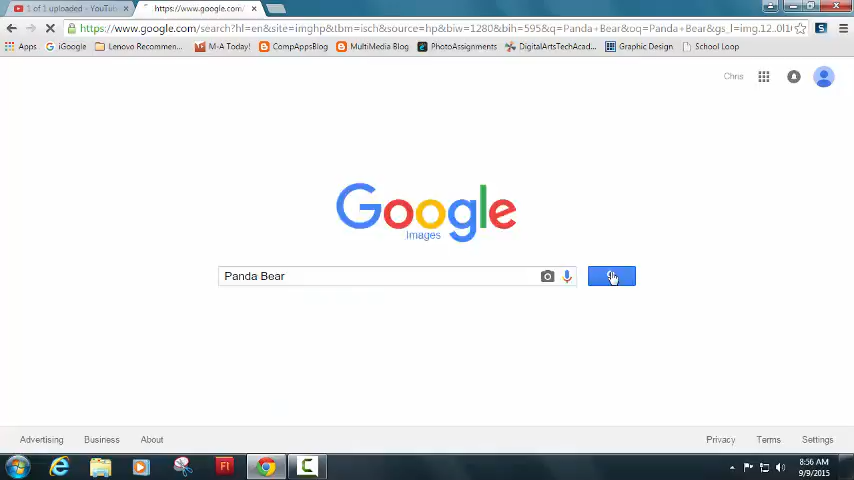 1 of 1 uploaded - YouTu
https://www.google.com/
https://www.google.com/search?hl=en&site=imghp&tbm=isch&source=hp&biw=1280&bih=595&q=Panda+Bear&oq=Panda+Bear&gs_l=img.12..0l1
Apps iGoogle Lenovo Recommen... M-A Today! CompAppsBlog MultiMedia Blog PhotoAssignments DigitalArtsTechAcad... Graphic Design School Loop
Chris
Google
Images
Panda Bear
Advertising Business About Privacy Terms Settings
8:56 AM
9/9/2015